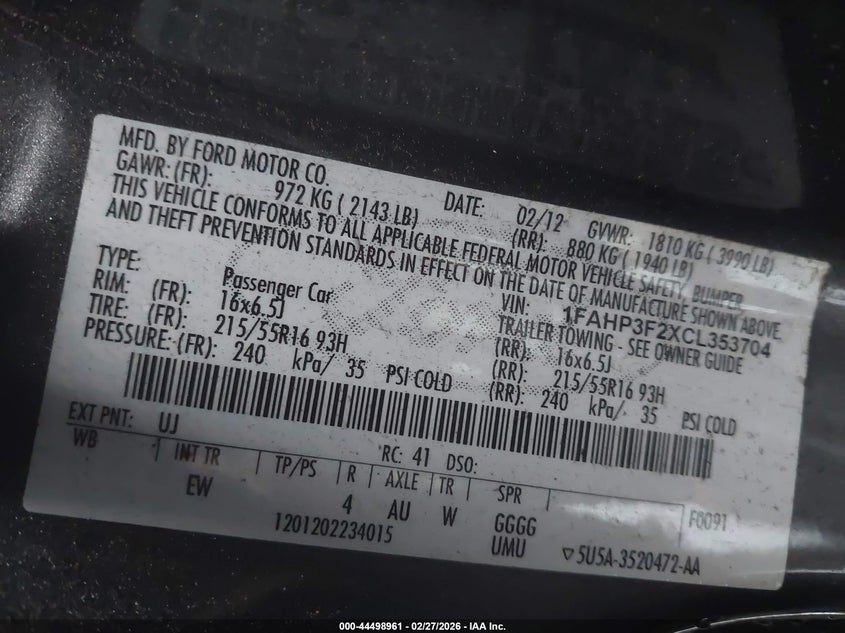 MFD. BY FORD MOTOR CO. DATE: 02/12 GVWR: 1810 KG ( 3990 LB)
GAWR: (FR): 972 KG ( 2143 LB) (RR): 880 KG ( 1940 LB)
THIS VEHICLE CONFORMS TO ALL APPLICABLE FEDERAL MOTOR VEHICLE SAFETY, BUMPER
AND THEFT PREVENTION STANDARDS IN EFFECT ON THE DATE OF MANUFACTURE SHOWN ABOVE.
VIN: 1FAHP3F2XCL353704
TYPE: Passenger Car TRAILER TOWING - SEE OWNER GUIDE
RIM: (FR): 16x6.5J (RR): 16x6.5J
TIRE: (FR): 215/55R16 93H (RR): 215/55R16 93H
PRESSURE: (FR): 240 kPa/ 35 PSI COLD (RR): 240 kPa/ 35 PSI COLD
EXT PNT: UJ RC: 41 DSO:
WB INT TR TP/PS R AXLE TR SPR F0091
EW 4 AU W GGGG
1201202234015 UMU 5U5A-3520472-AA
000-44498961 - 02/27/2026 - IAA Inc.